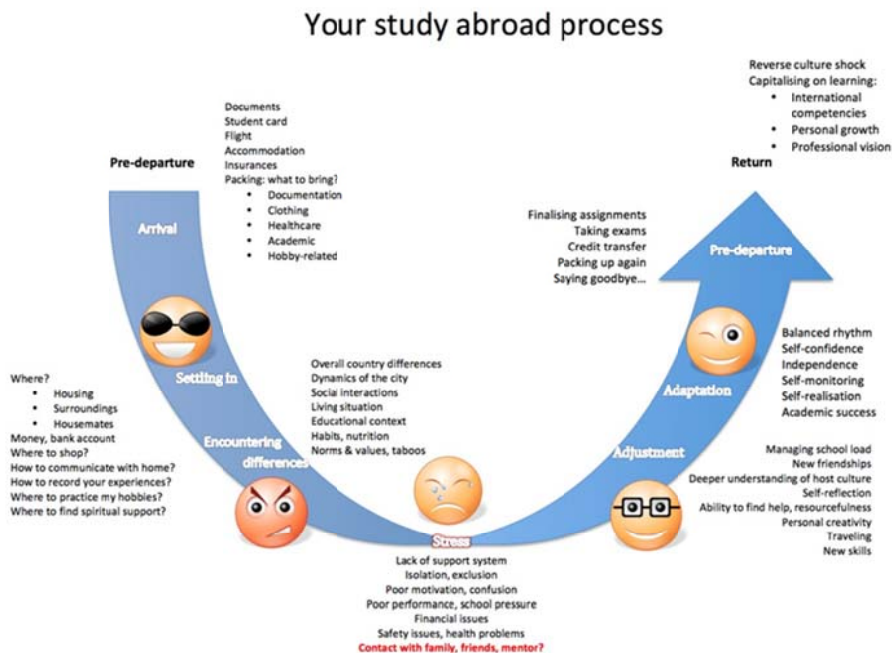 Your study abroad process
Pre-departure
Documents
Student card
Flight
Accommodation
Insurances
Packing: what to bring?
▪ Documentation
▪ Clothing
▪ Healthcare
▪ Academic
▪ Hobby-related
Arrival
Settling in
Where?
▪ Housing
▪ Surroundings
▪ Housemates
Money, bank account
Where to shop?
How to communicate with home?
How to record your experiences?
Where to practice my hobbies?
Where to find spiritual support?
Encountering
differences
Overall country differences
Dynamics of the city
Social interactions
Living situation
Educational context
Habits, nutrition
Norms & values, taboos
Stress
Lack of support system
Isolation, exclusion
Poor motivation, confusion
Poor performance, school pressure
Financial issues
Safety issues, health problems
Contact with family, friends, mentor?
Adjustment
Managing school load
New friendships
Deeper understanding of host culture
Self-reflection
Ability to find help, resourcefulness
Personal creativity
Traveling
New skills
Adaptation
Balanced rhythm
Self-confidence
Independence
Self-monitoring
Self-realisation
Academic success
Pre-departure
Finalising assignments
Taking exams
Credit transfer
Packing up again
Saying goodbye...
Return
Reverse culture shock
Capitalising on learning:
▪ International
competencies
▪ Personal growth
▪ Professional vision